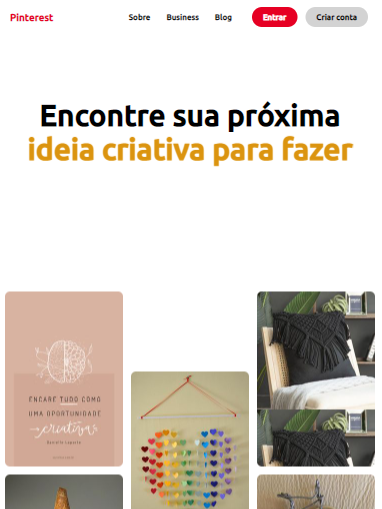 Pinterest
Sobre
Business
Blog
Entrar
Criar conta
Encontre sua próxima
ideia criativa para fazer
ENCARE TUDO COMO
UMA OPORTUNIDADE
criativa